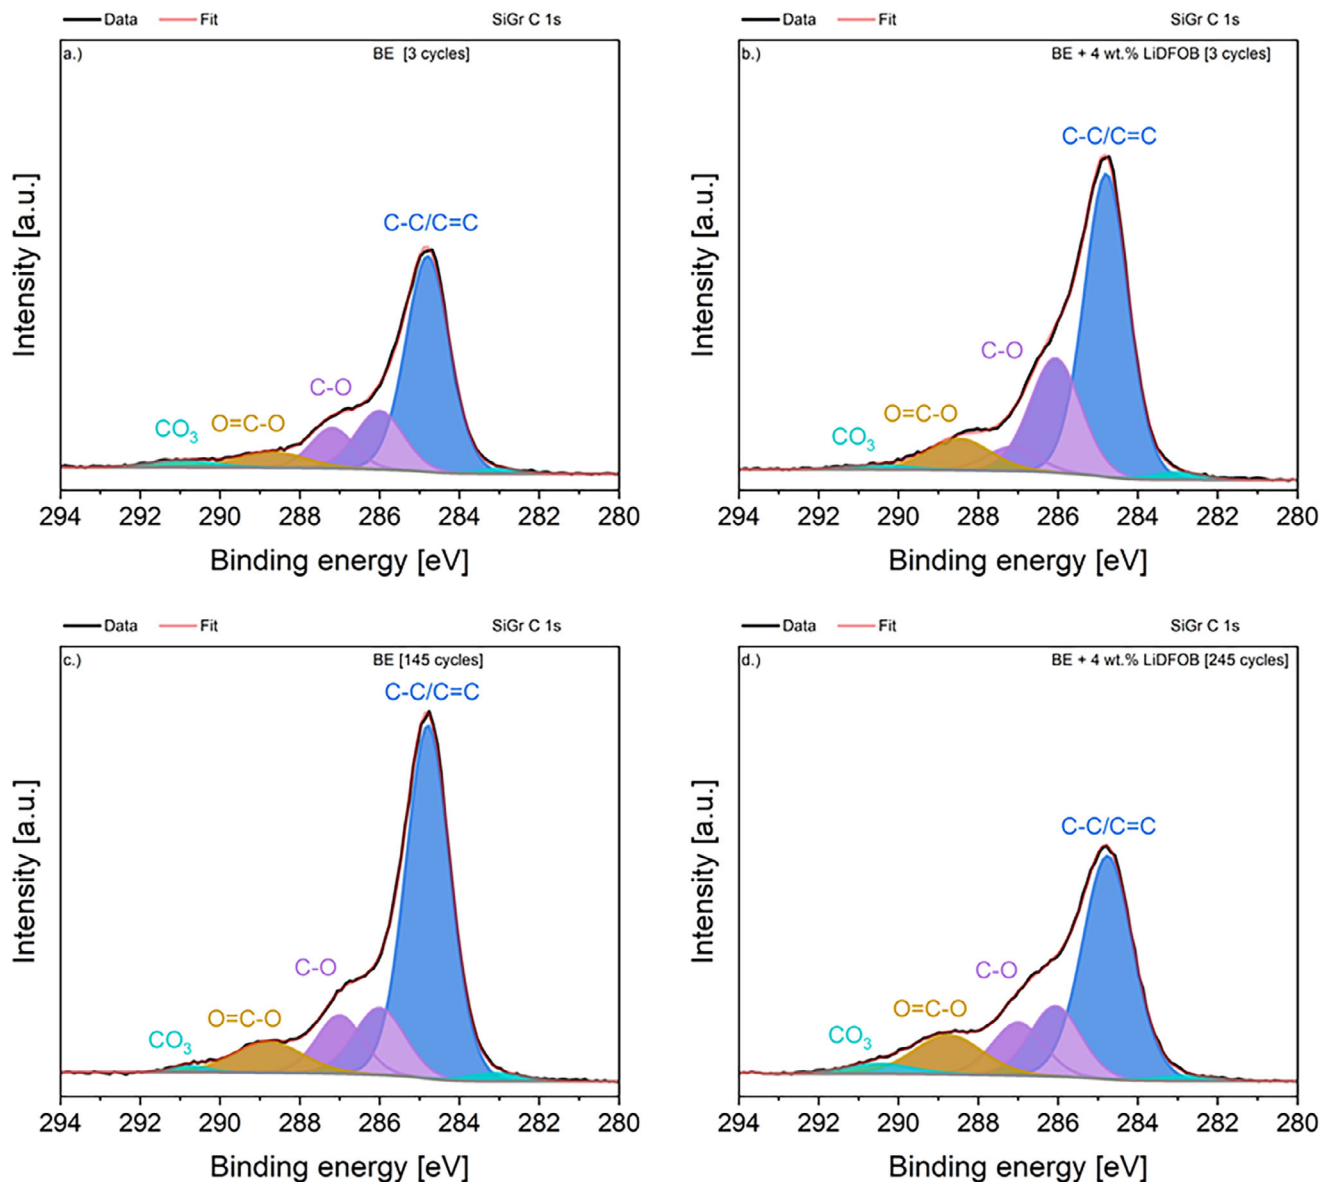 Data Fit SiGr C 1s
a.) BE [3 cycles]
C-C/C=C
C-O
O=C-O
CO3
Intensity [a.u.]
294 292 290 288 286 284 282 280
Binding energy [eV]
Data Fit SiGr C 1s
b.) BE + 4 wt.% LiDFOB [3 cycles]
C-C/C=C
C-O
O=C-O
CO3
Intensity [a.u.]
294 292 290 288 286 284 282 280
Binding energy [eV]
Data Fit SiGr C 1s
c.) BE [145 cycles]
C-C/C=C
C-O
O=C-O
CO3
Intensity [a.u.]
294 292 290 288 286 284 282 280
Binding energy [eV]
Data Fit SiGr C 1s
d.) BE + 4 wt.% LiDFOB [245 cycles]
C-C/C=C
C-O
O=C-O
CO3
Intensity [a.u.]
294 292 290 288 286 284 282 280
Binding energy [eV]